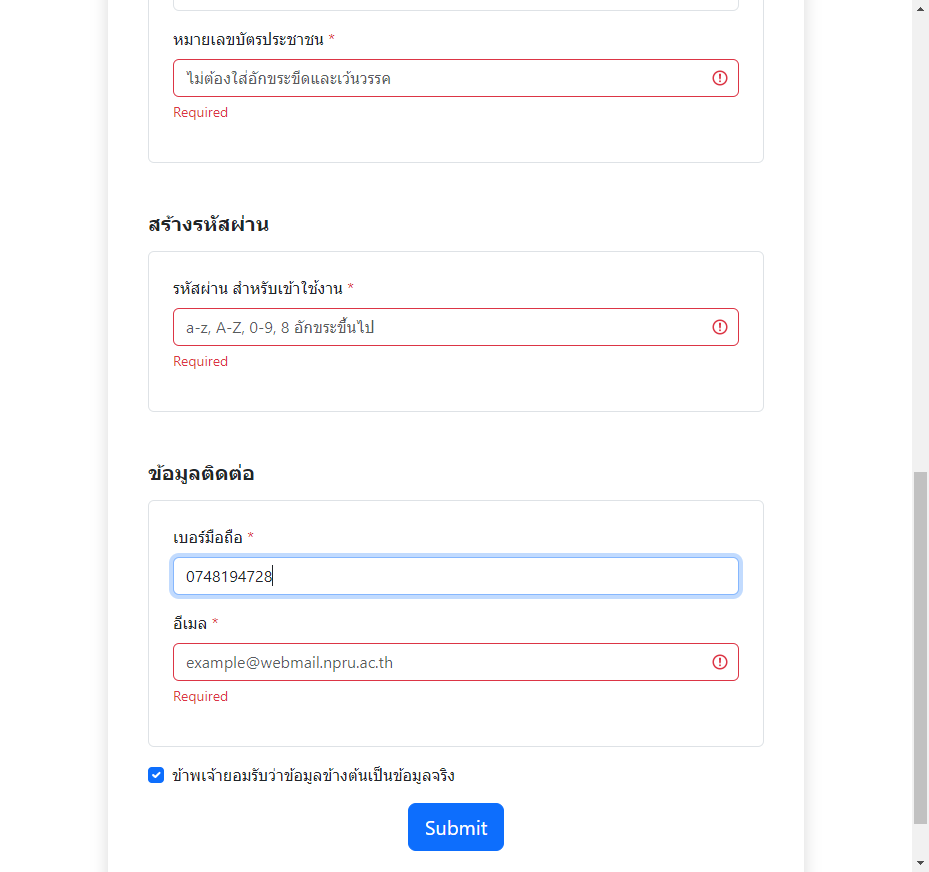 หมายเลขบัตรประชาชน *
ไม่ต้องใส่อักขระขีดและเว้นวรรค
Required
สร้างรหัสผ่าน
รหัสผ่าน สำหรับเข้าใช้งาน *
a-z, A-Z, 0-9, 8 อักขระขึ้นไป
Required
ข้อมูลติดต่อ
เบอร์มือถือ *
0748194728
อีเมล *
example@webmail.npru.ac.th
Required
ข้าพเจ้ายอมรับว่าข้อมูลข้างต้นเป็นข้อมูลจริง
Submit